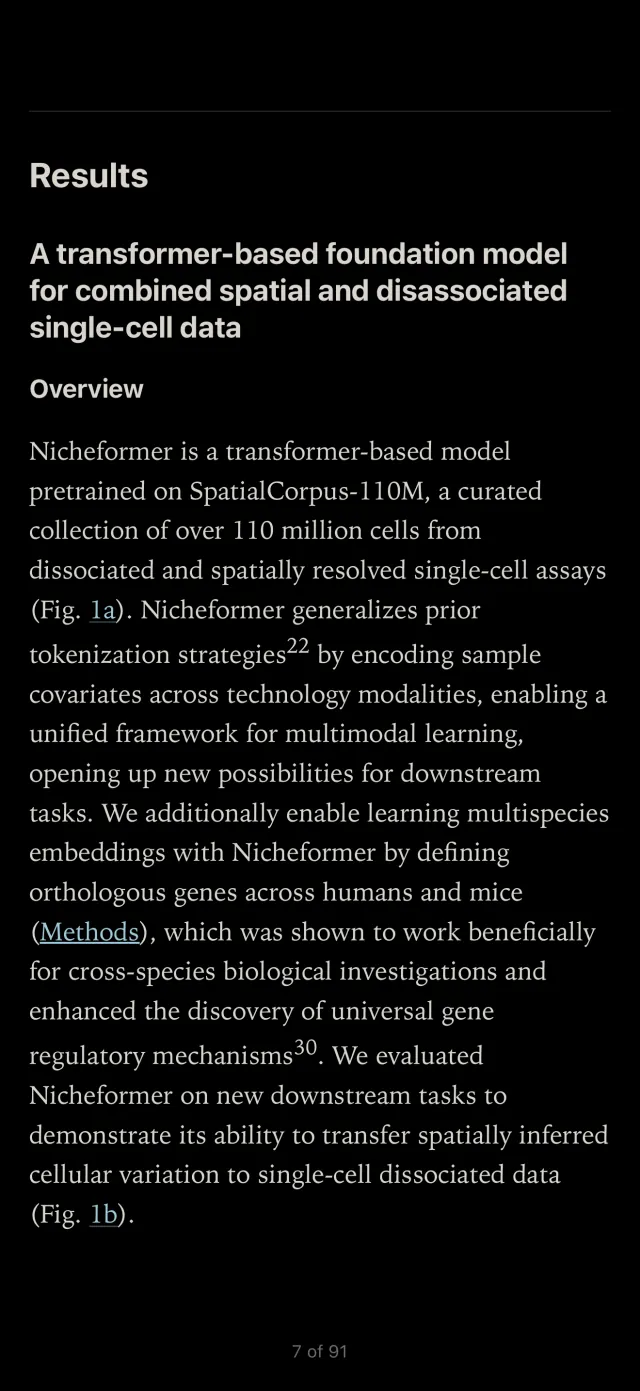 Results
A transformer-based foundation model
for combined spatial and disassociated
single-cell data
Overview
Nicheformer is a transformer-based model
pretrained on SpatialCorpus-110M, a curated
collection of over 110 million cells from
dissociated and spatially resolved single-cell assays
(Fig. 1a). Nicheformer generalizes prior
tokenization strategies22 by encoding sample
covariates across technology modalities, enabling a
unified framework for multimodal learning,
opening up new possibilities for downstream
tasks. We additionally enable learning multispecies
embeddings with Nicheformer by defining
orthologous genes across humans and mice
(Methods), which was shown to work beneficially
for cross-species biological investigations and
enhanced the discovery of universal gene
regulatory mechanisms30. We evaluated
Nicheformer on new downstream tasks to
demonstrate its ability to transfer spatially inferred
cellular variation to single-cell dissociated data
(Fig. 1b).
7 of 91